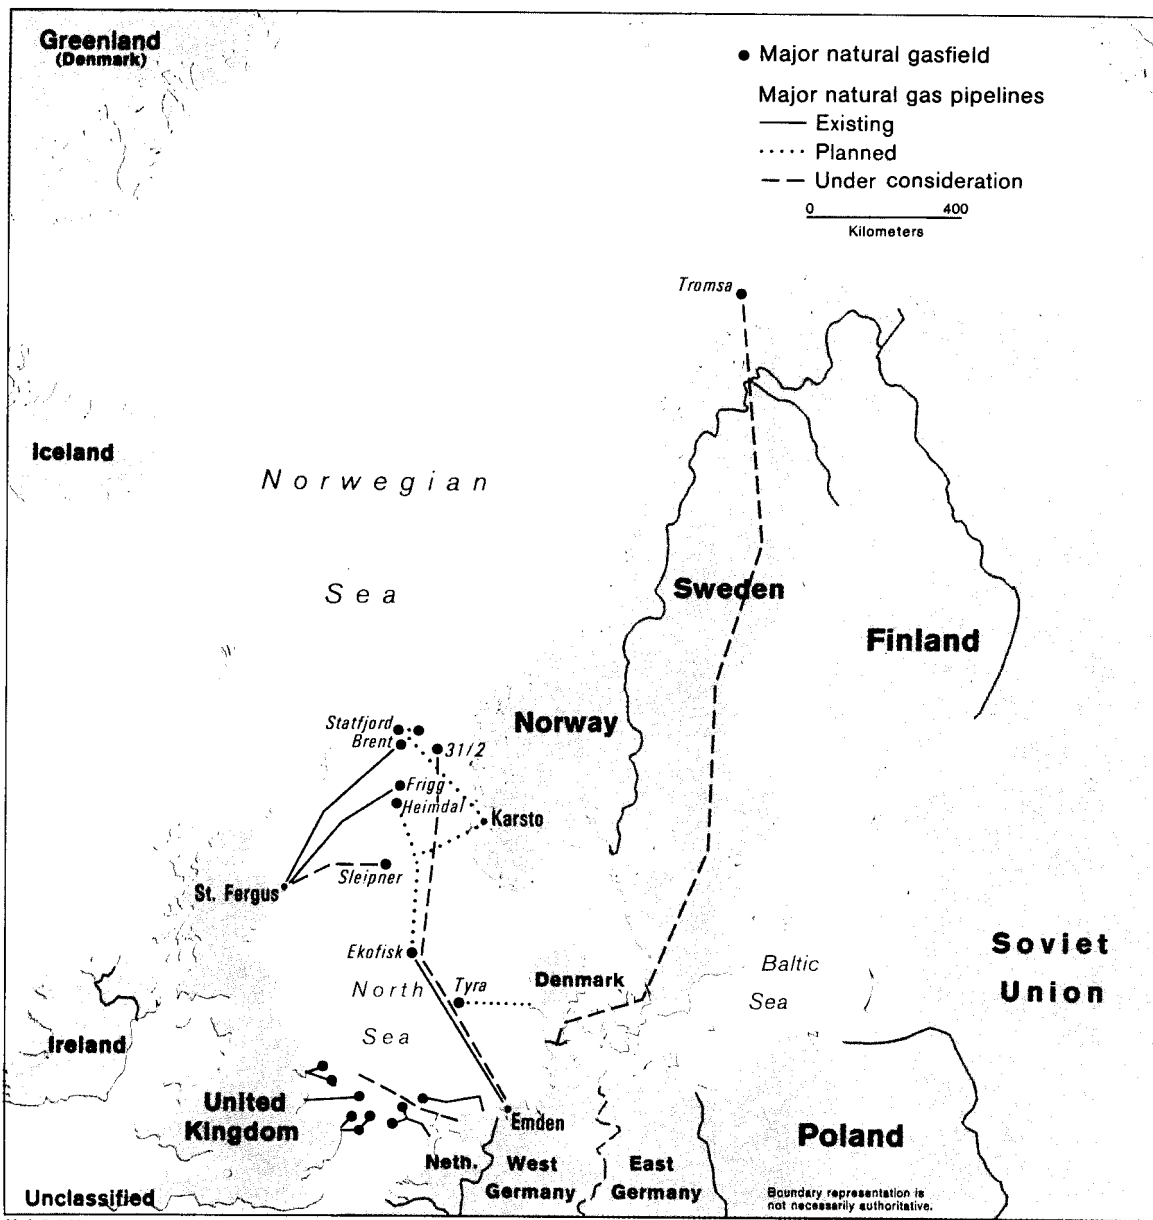 Greenland
(Denmark)
Major natural gasfield
Major natural gas pipelines
Existing
Planned
Under consideration
0 400
Kilometers
Tromsa
Iceland
Norwegian
Sea
Sweden
Finland
Norway
Statfjord
Brent
31/2
Frigg
Heimdal
Karsto
Sleipner
St. Fergus
Ekofisk
North
Sea
Tyra
Denmark
Baltic
Sea
Soviet
Union
Ireland
United
Kingdom
Emden
Neth.
West
Germany
East
Germany
Poland
Unclassified
Boundary representation is
not necessarily authoritative.